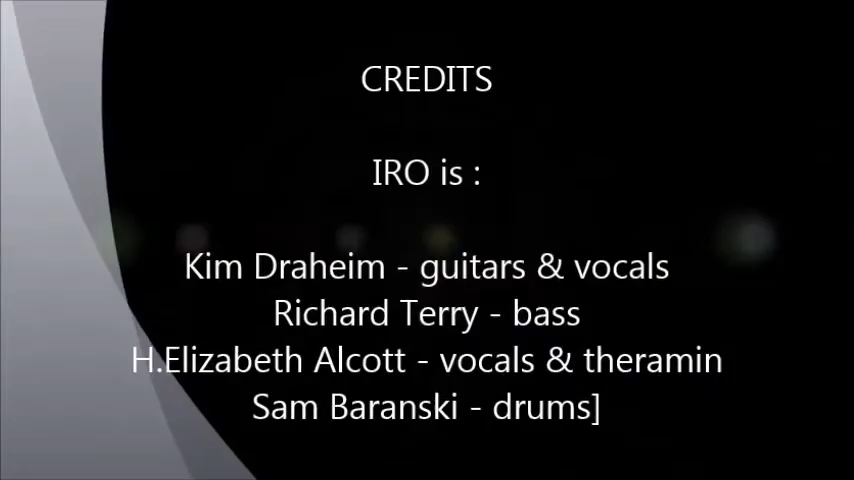 CREDITS
IRO is :
Kim Draheim - guitars & vocals
Richard Terry - bass
H.Elizabeth Alcott - vocals & theramin
Sam Baranski - drums]